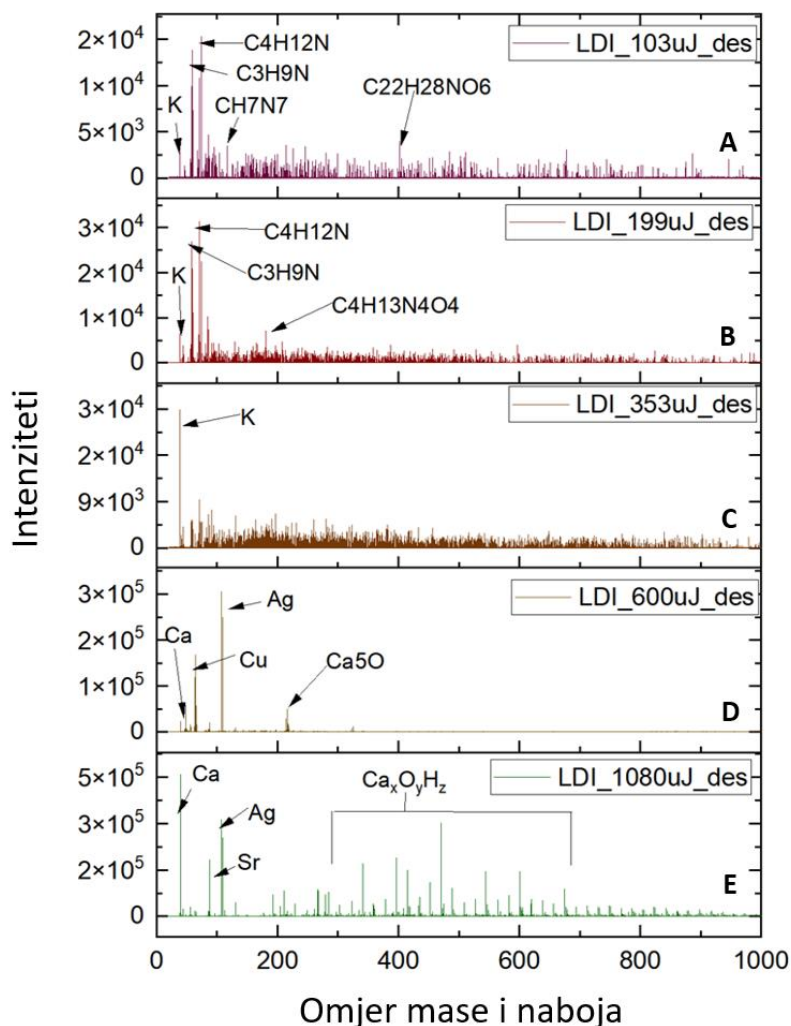 Intenziteti
2×10⁴
1×10⁴
5×10³
0
K
C3H9N
C4H12N
CH7N7
C22H28NO6
LDI_103uJ_des
A
3×10⁴
2×10⁴
1×10⁴
0
K
C4H12N
C3H9N
C4H13N4O4
LDI_199uJ_des
B
3×10⁴
2×10⁴
9×10³
0
K
LDI_353uJ_des
C
3×10⁵
2×10⁵
1×10⁵
0
Ca
Cu
Ag
Ca5O
LDI_600uJ_des
D
5×10⁵
3×10⁵
2×10⁵
0
Ca
Ag
Sr
CaₓOᵧH_z
LDI_1080uJ_des
E
0 200 400 600 800 1000
Omjer mase i naboja